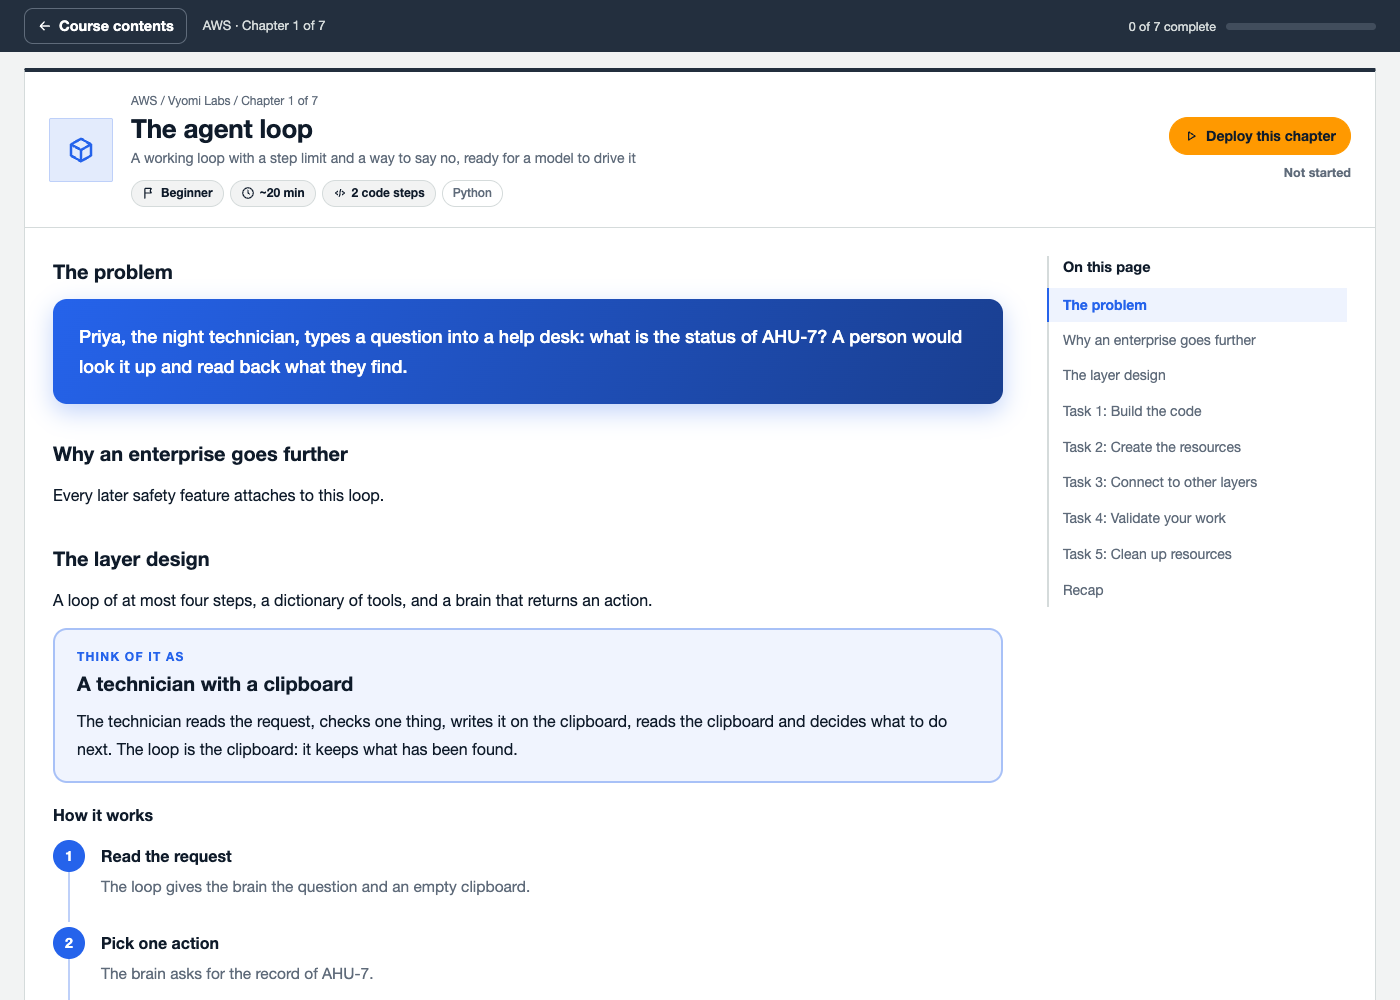 Course contents
AWS · Chapter 1 of 7
0 of 7 complete
AWS / Vyomi Labs / Chapter 1 of 7
The agent loop
A working loop with a step limit and a way to say no, ready for a model to drive it
Beginner
~20 min
2 code steps
Python
Deploy this chapter
Not started
The problem
Priya, the night technician, types a question into a help desk: what is the status of AHU-7? A person would
look it up and read back what they find.
Why an enterprise goes further
Every later safety feature attaches to this loop.
The layer design
A loop of at most four steps, a dictionary of tools, and a brain that returns an action.
THINK OF IT AS
A technician with a clipboard
The technician reads the request, checks one thing, writes it on the clipboard, reads the clipboard and decides what to do
next. The loop is the clipboard: it keeps what has been found.
How it works
1
Read the request
The loop gives the brain the question and an empty clipboard.
2
Pick one action
The brain asks for the record of AHU-7.
On this page
The problem
Why an enterprise goes further
The layer design
Task 1: Build the code
Task 2: Create the resources
Task 3: Connect to other layers
Task 4: Validate your work
Task 5: Clean up resources
Recap